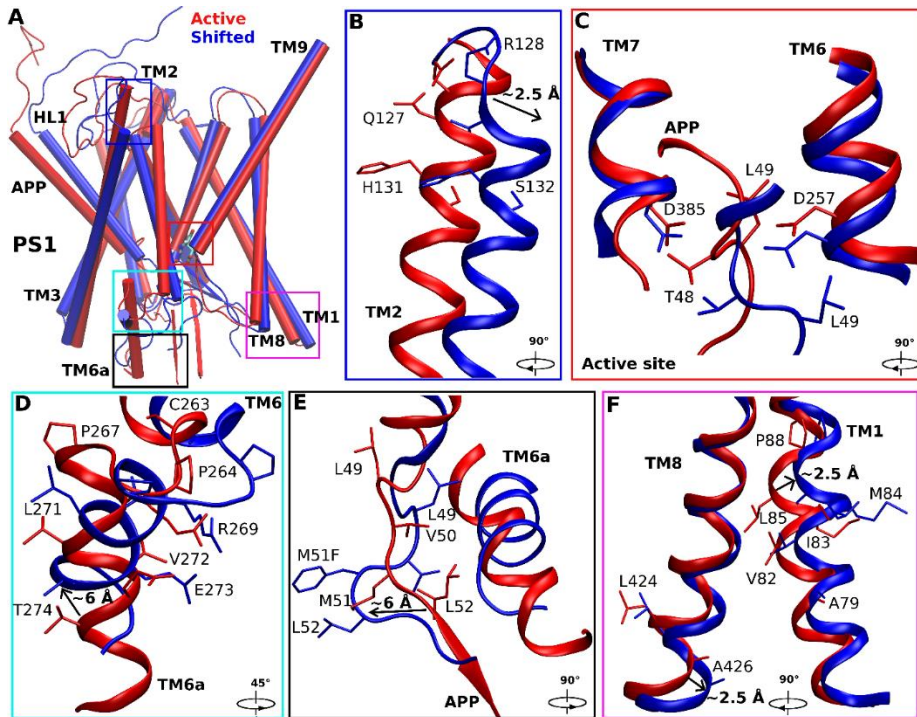 A
Active
Shifted
TM9
TM2
HL1
APP
PS1
TM3
TM1
TM8
TM6a
B
R128
~2.5 Å
Q127
H131
S132
TM2
90°
C
TM7
TM6
APP
L49
D385
D257
T48
L49
Active site
90°
D
C263
TM6
P267
P264
L271
R269
V272
E273
~6 Å
T274
TM6a
45°
E
TM6a
L49
L49
V50
M51F
M51
~6 Å
L52
L52
APP
90°
F
P88
TM1
TM8
~2.5 Å
M84
L85
I83
V82
L424
A79
A426
~2.5 Å
90°